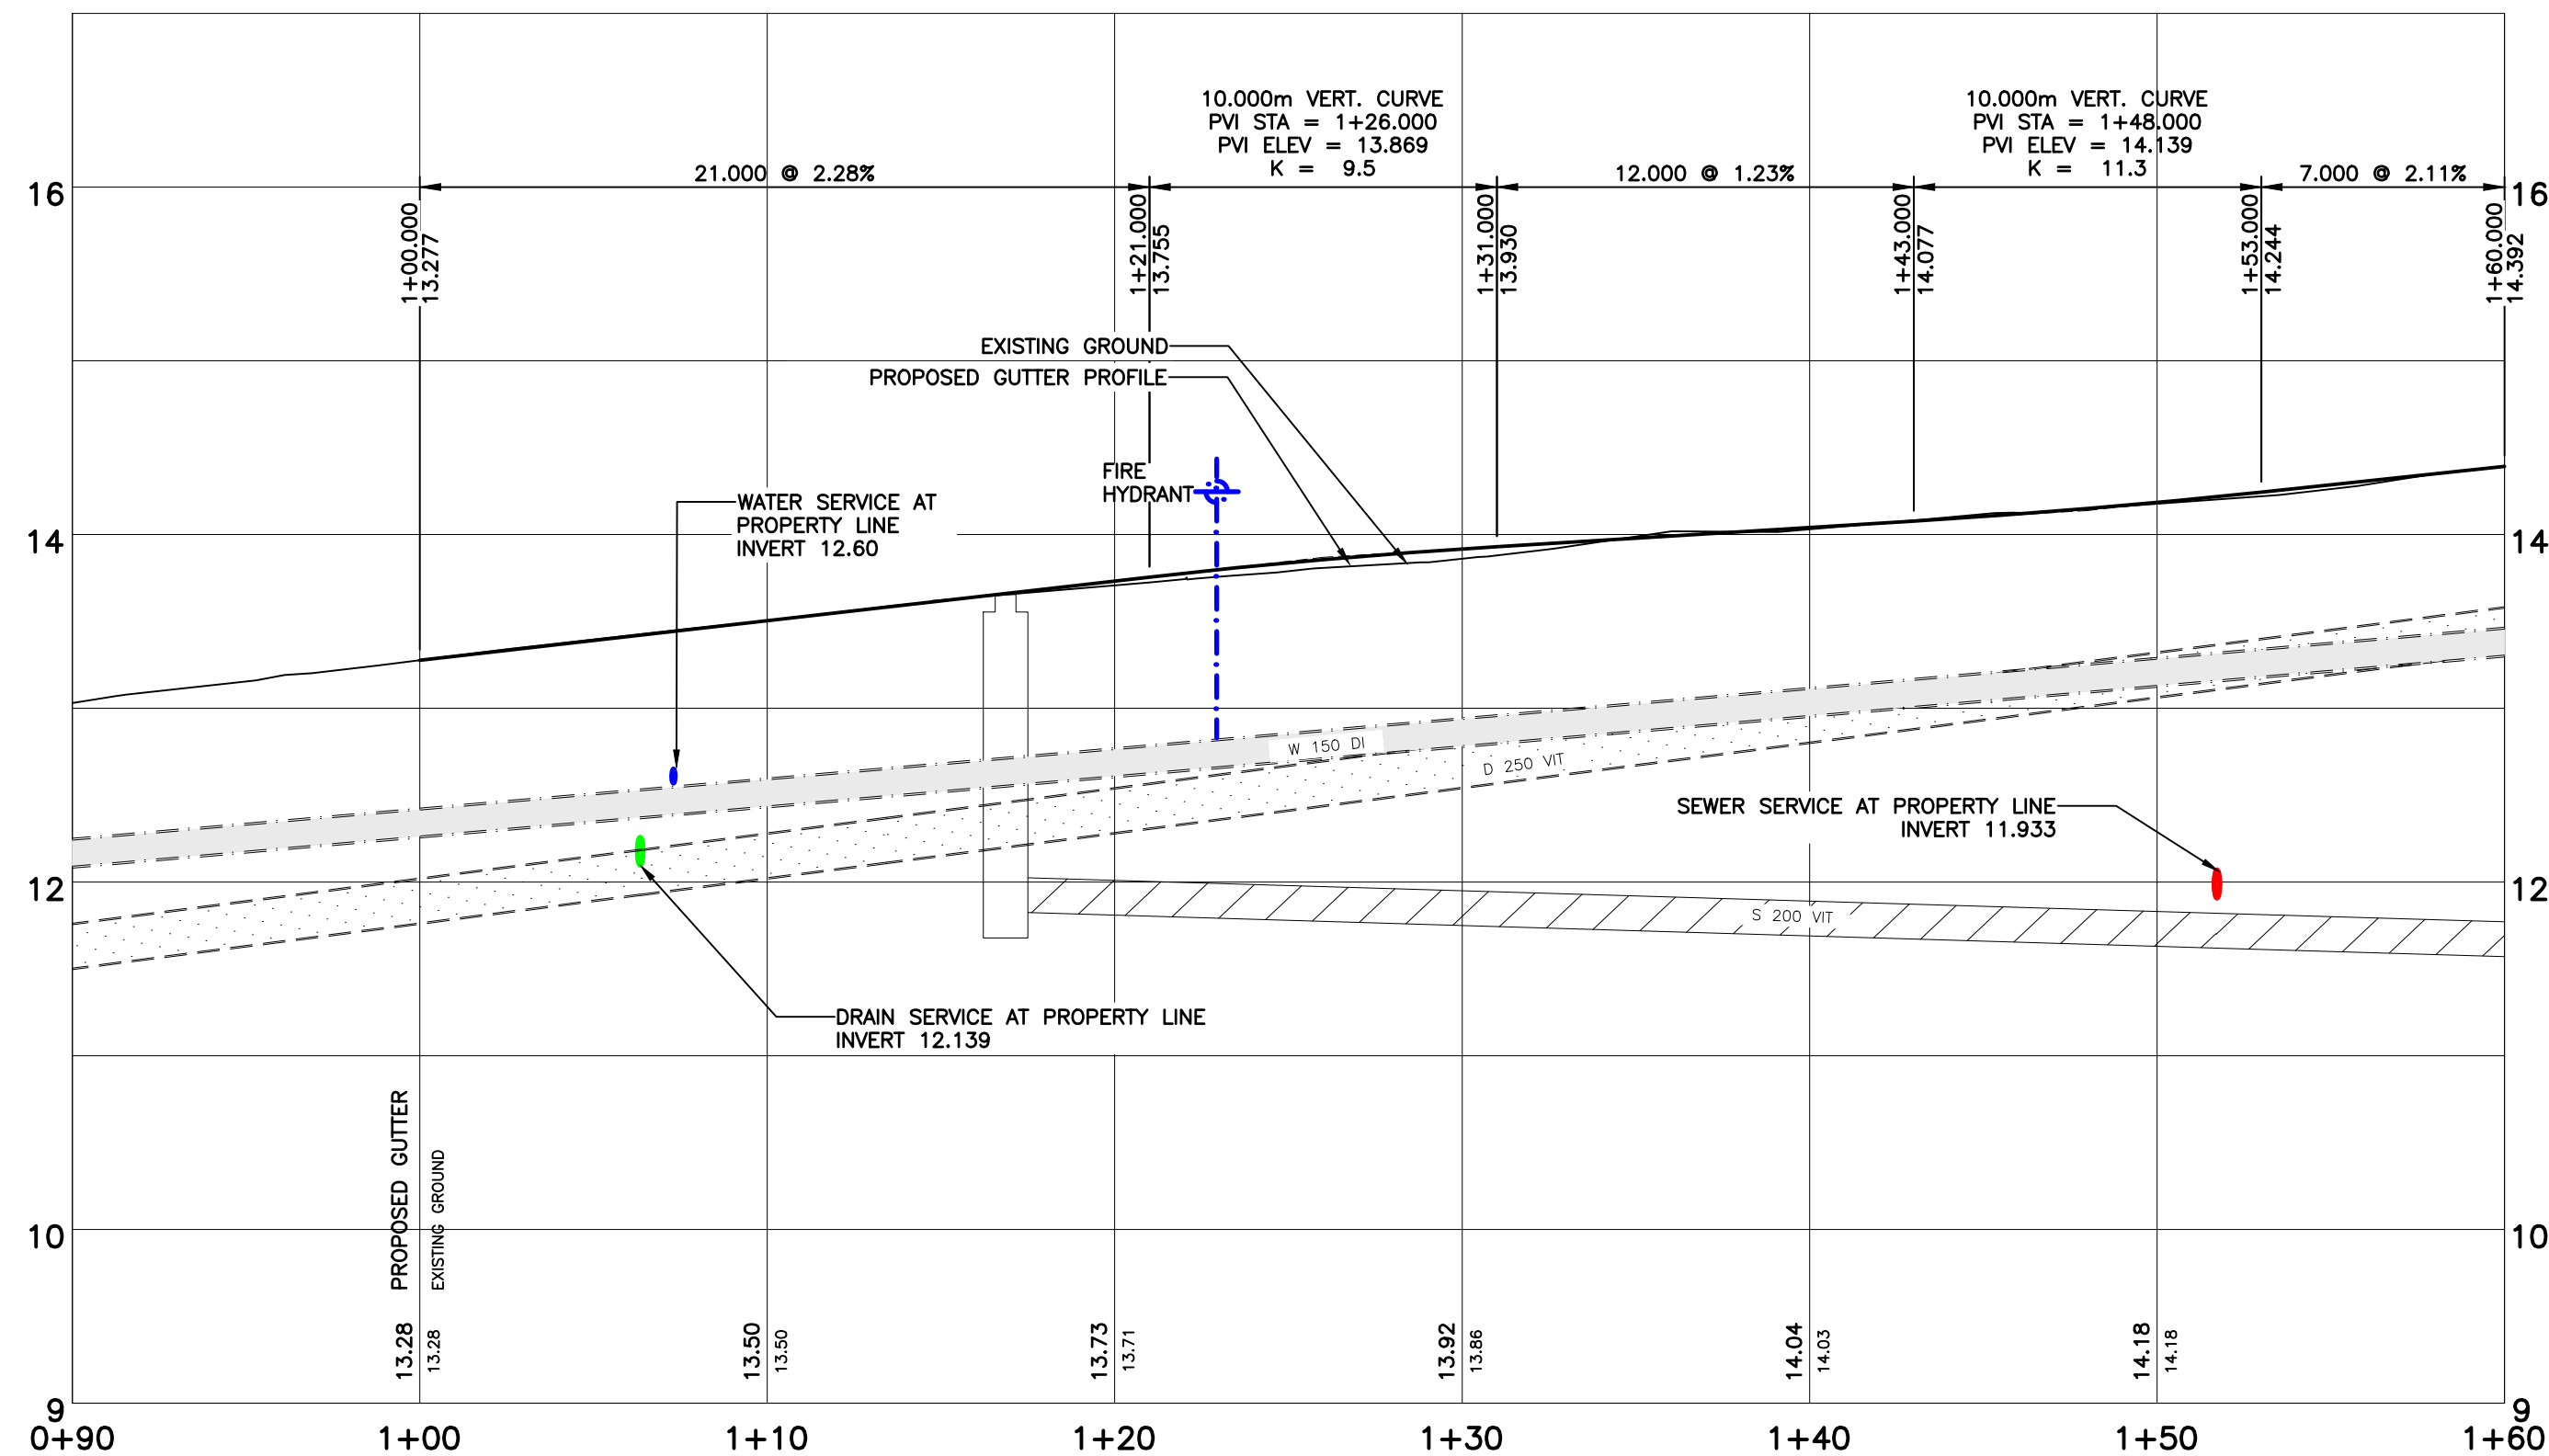 10.000m VERT. CURVE
PVI STA = 1+26.000
PVI ELEV = 13.869
K = 9.5
10.000m VERT. CURVE
PVI STA = 1+48.000
PVI ELEV = 14.139
K = 11.3
21.000 @ 2.28%
12.000 @ 1.23%
7.000 @ 2.11%
16
16
1+00.000
13.277
1+21.000
13.755
1+31.000
13.930
1+43.000
14.077
1+53.000
14.244
1+60.000
14.392
EXISTING GROUND
PROPOSED GUTTER PROFILE
FIRE
HYDRANT
WATER SERVICE AT
PROPERTY LINE
INVERT 12.60
14
14
W 150 DI
D 250 VIT
SEWER SERVICE AT PROPERTY LINE
INVERT 11.933
12
12
S 200 VIT
DRAIN SERVICE AT PROPERTY LINE
INVERT 12.139
PROPOSED GUTTER
EXISTING GROUND
10
10
13.28
13.28
13.50
13.50
13.73
13.71
13.92
13.86
14.04
14.03
14.18
14.18
9
9
0+90
1+00
1+10
1+20
1+30
1+40
1+50
1+60